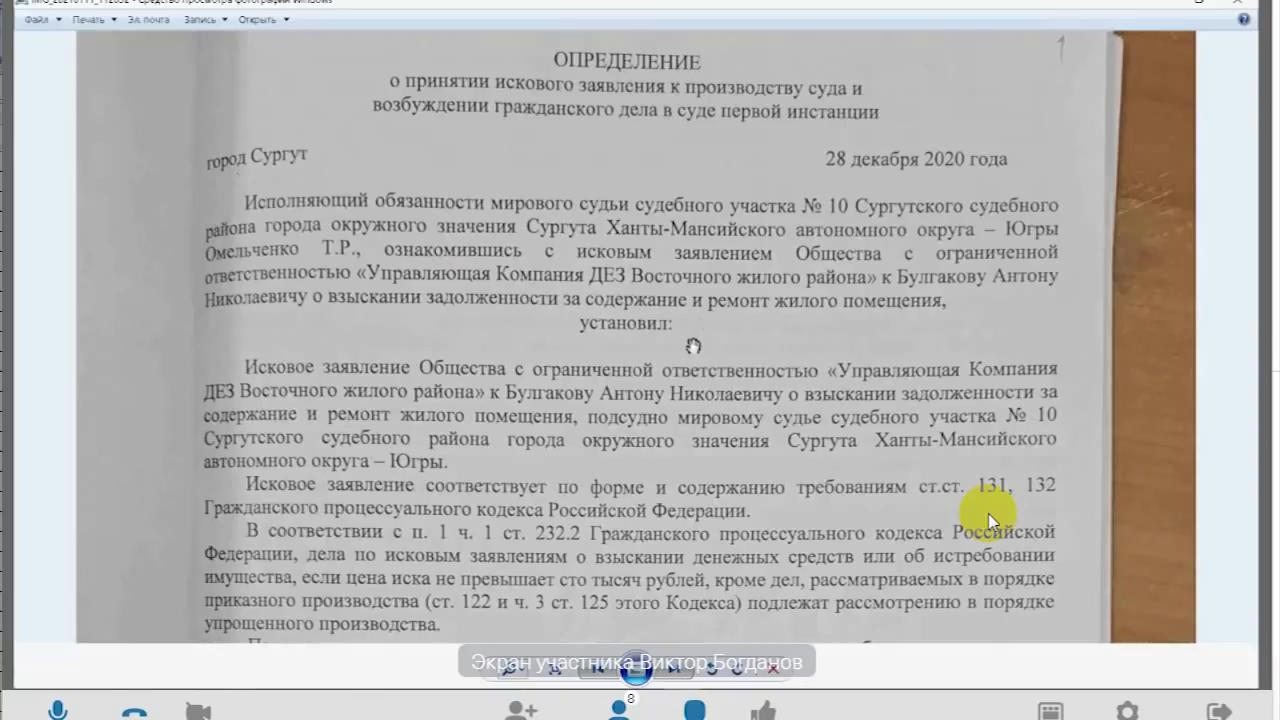 Средство просмотра фотографий Windows
Файл Печать Эл. почта Запись Открыть
1
ОПРЕДЕЛЕНИЕ
о принятии искового заявления к производству суда и
возбуждении гражданского дела в суде первой инстанции
город Сургут 28 декабря 2020 года
Исполняющий обязанности мирового судьи судебного участка № 10 Сургутского судебного
района города окружного значения Сургута Ханты-Мансийского автономного округа – Югры
Омельченко Т.Р., ознакомившись с исковым заявлением Общества с ограниченной
ответственностью «Управляющая Компания ДЕЗ Восточного жилого района» к Булгакову Антону
Николаевичу о взыскании задолженности за содержание и ремонт жилого помещения,
установил:
Исковое заявление Общества с ограниченной ответственностью «Управляющая Компания
ДЕЗ Восточного жилого района» к Булгакову Антону Николаевичу о взыскании задолженности за
содержание и ремонт жилого помещения, подсудно мировому судье судебного участка № 10
Сургутского судебного района города окружного значения Сургута Ханты-Мансийского
автономного округа – Югры.
Исковое заявление соответствует по форме и содержанию требованиям ст.ст. 131, 132
Гражданского процессуального кодекса Российской Федерации.
В соответствии с п. 1 ч. 1 ст. 232.2 Гражданского процессуального кодекса Российской
Федерации, дела по исковым заявлениям о взыскании денежных средств или об истребовании
имущества, если цена иска не превышает сто тысяч рублей, кроме дел, рассматриваемых в порядке
приказного производства (ст. 122 и ч. 3 ст. 125 этого Кодекса) подлежат рассмотрению в порядке
упрощенного производства.
Экран участника Виктор Богданов
8